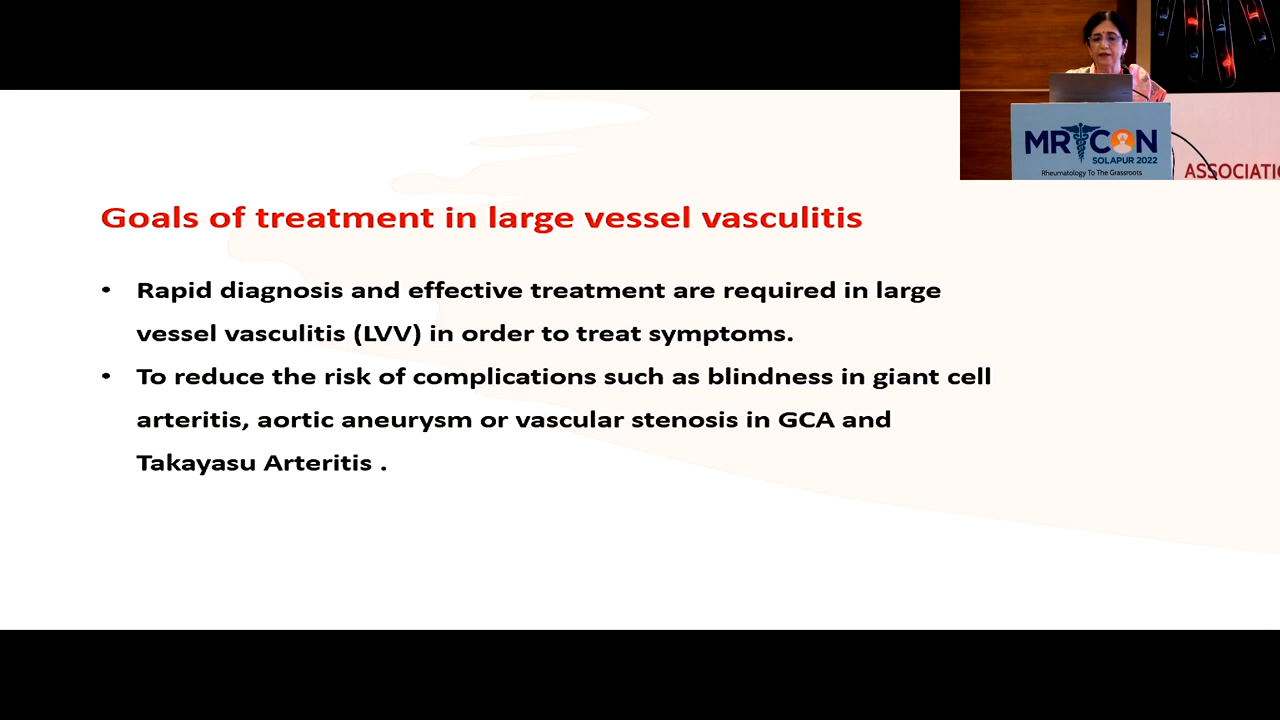 MRCON
SOLAPUR 2022
Rheumatology To The Grassroots
Goals of treatment in large vessel vasculitis
• Rapid diagnosis and effective treatment are required in large
vessel vasculitis (LVV) in order to treat symptoms.
• To reduce the risk of complications such as blindness in giant cell
arteritis, aortic aneurysm or vascular stenosis in GCA and
Takayasu Arteritis .